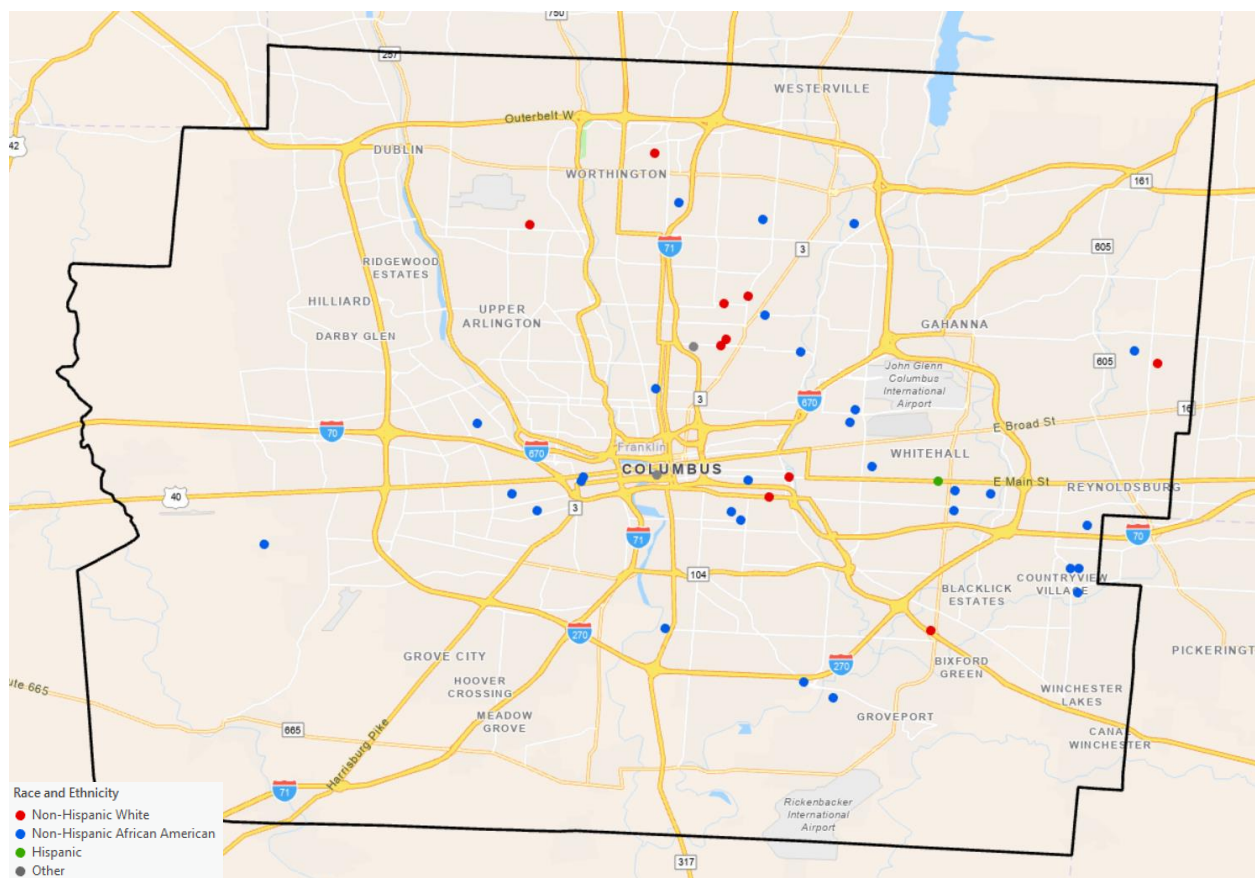 750
257
WESTERVILLE
Outerbelt W
42
DUBLIN
WORTHINGTON
161
71
3
605
RIDGEWOOD
ESTATES
HILLIARD
UPPER
ARLINGTON
GAHANNA
DARBY GLEN
605
John Glenn
Columbus
International
Airport
3
670
16
70
E Broad St
Franklin
670
WHITEHALL
COLUMBUS
E Main St
REYNOLDSBURG
40
3
71
70
104
COUNTRYVIEW
VILLAGE
BLACKLICK
ESTATES
270
GROVE CITY
270
BIXFORD
GREEN
PICKERINGT
HOOVER
CROSSING
ute 665
WINCHESTER
LAKES
MEADOW
GROVE
GROVEPORT
665
CANAL
WINCHESTER
Harrisburg Pike
71
Rickenbacker
International
Airport
317
Race and Ethnicity
Non-Hispanic White
Non-Hispanic African American
Hispanic
Other